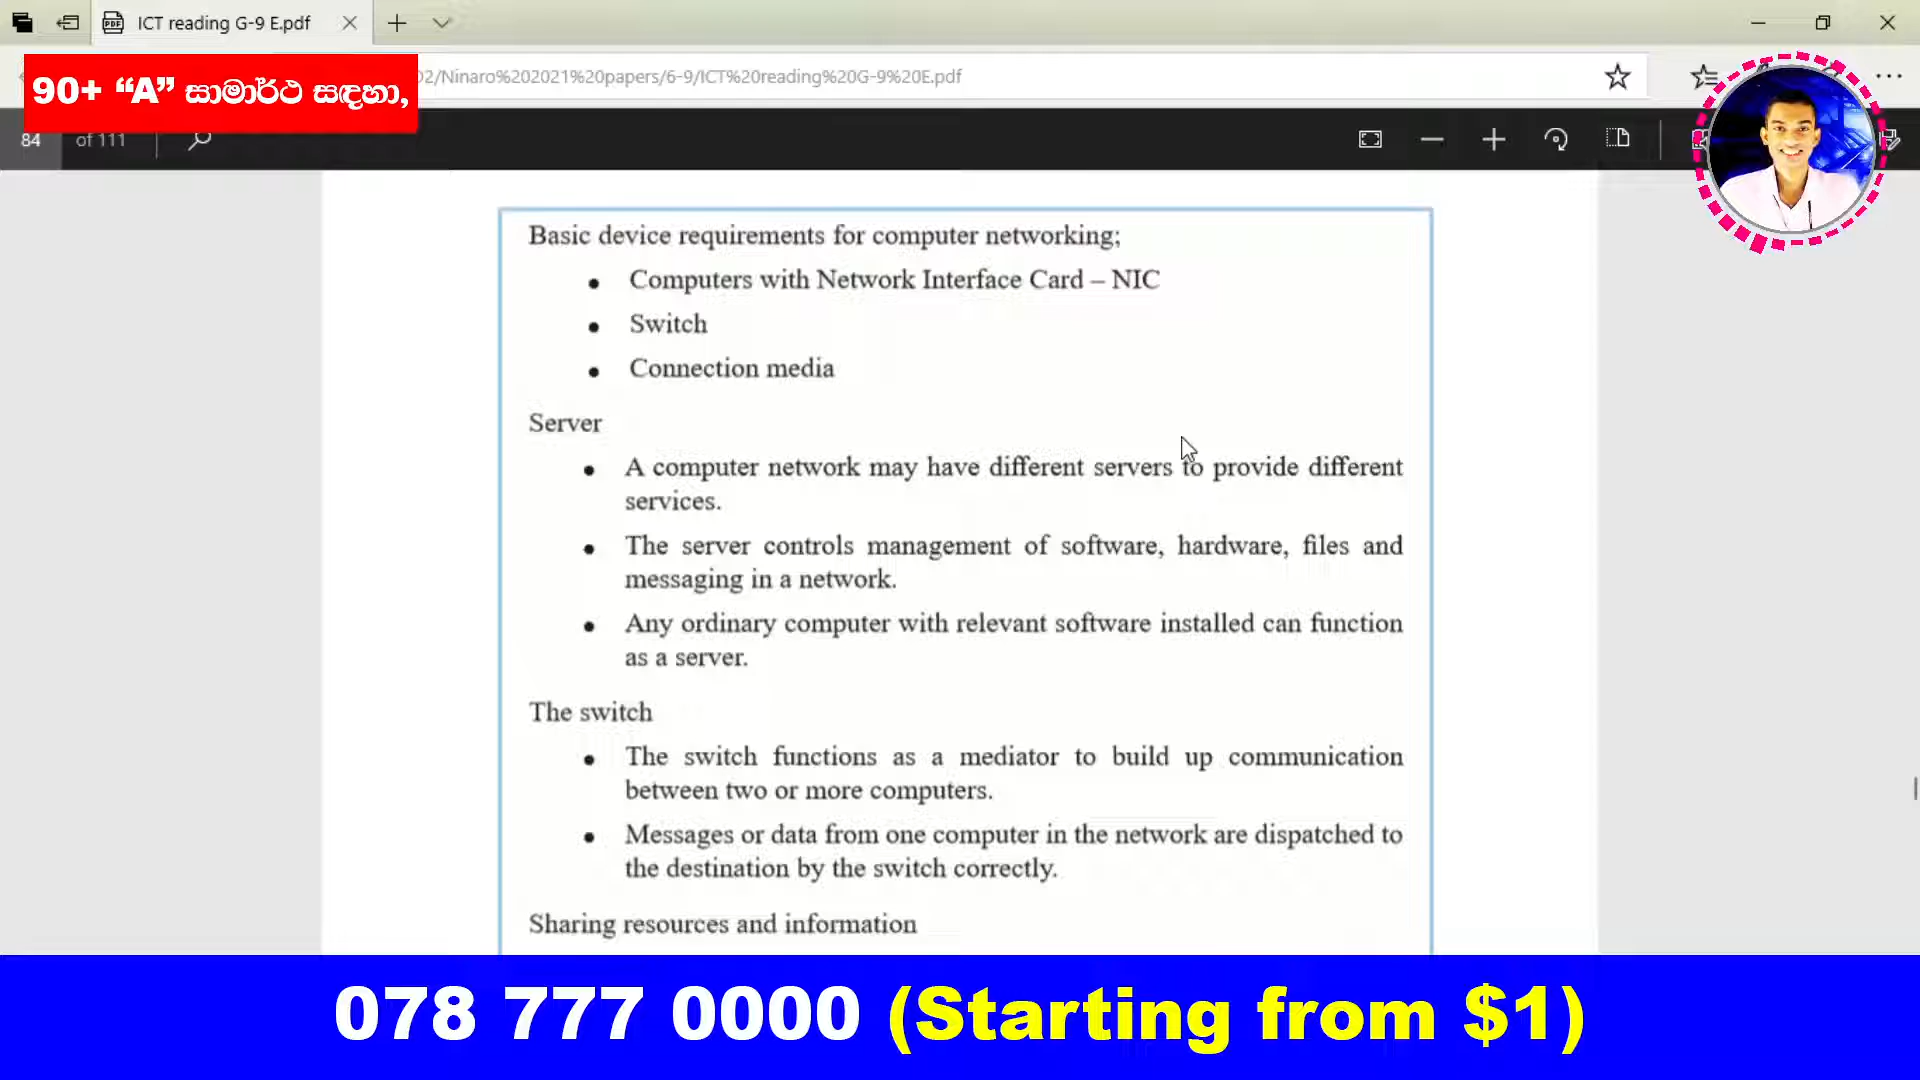 ICT reading G-9 E.pdf
90+ “A” සාමාර්ථ සඳහා,
D2/Ninaro%202021%20papers/6-9/ICT%20reading%20G-9%20E.pdf
84 of 111
Basic device requirements for computer networking;
• Computers with Network Interface Card – NIC
• Switch
• Connection media
Server
• A computer network may have different servers to provide different
services.
• The server controls management of software, hardware, files and
messaging in a network.
• Any ordinary computer with relevant software installed can function
as a server.
The switch
• The switch functions as a mediator to build up communication
between two or more computers.
• Messages or data from one computer in the network are dispatched to
the destination by the switch correctly.
Sharing resources and information
078 777 0000 (Starting from $1)